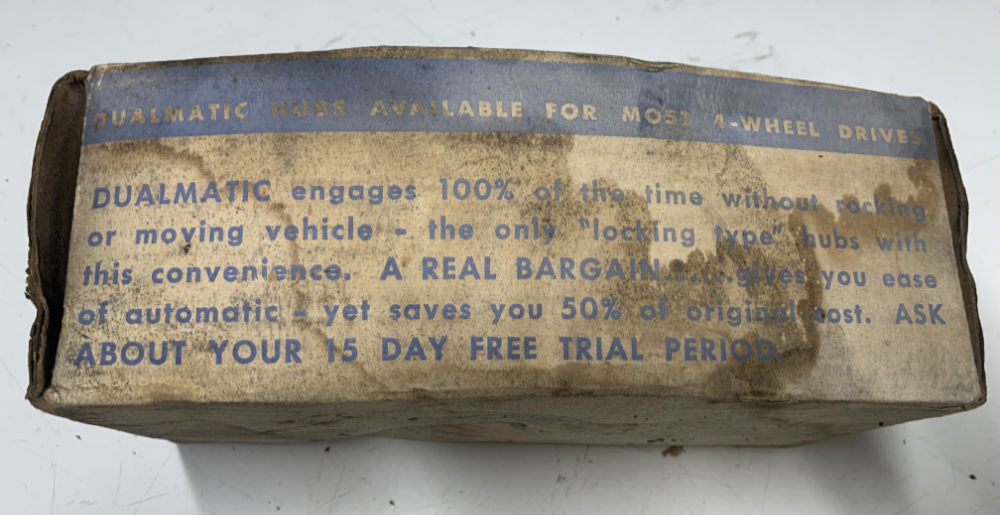 DUALMATIC HUBS AVAILABLE FOR MOST 4-WHEEL DRIVES
DUALMATIC engages 100% of the time without rocking
or moving vehicle - the only "locking type" hubs with
this convenience. A REAL BARGAIN......gives you ease
of automatic - yet saves you 50% of original cost. ASK
ABOUT YOUR 15 DAY FREE TRIAL PERIOD.